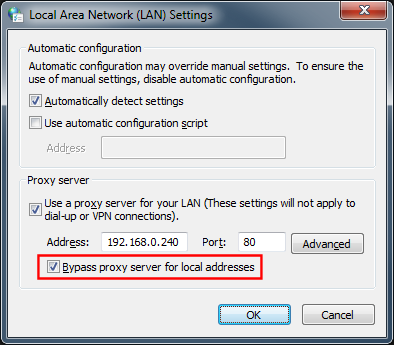 Local Area Network (LAN) Settings
Automatic configuration
Automatic configuration may override manual settings. To ensure the
use of manual settings, disable automatic configuration.
Automatically detect settings
Use automatic configuration script
Address
Proxy server
Use a proxy server for your LAN (These settings will not apply to
dial-up or VPN connections).
Address: 192.168.0.240 Port: 80 Advanced
Bypass proxy server for local addresses
OK Cancel